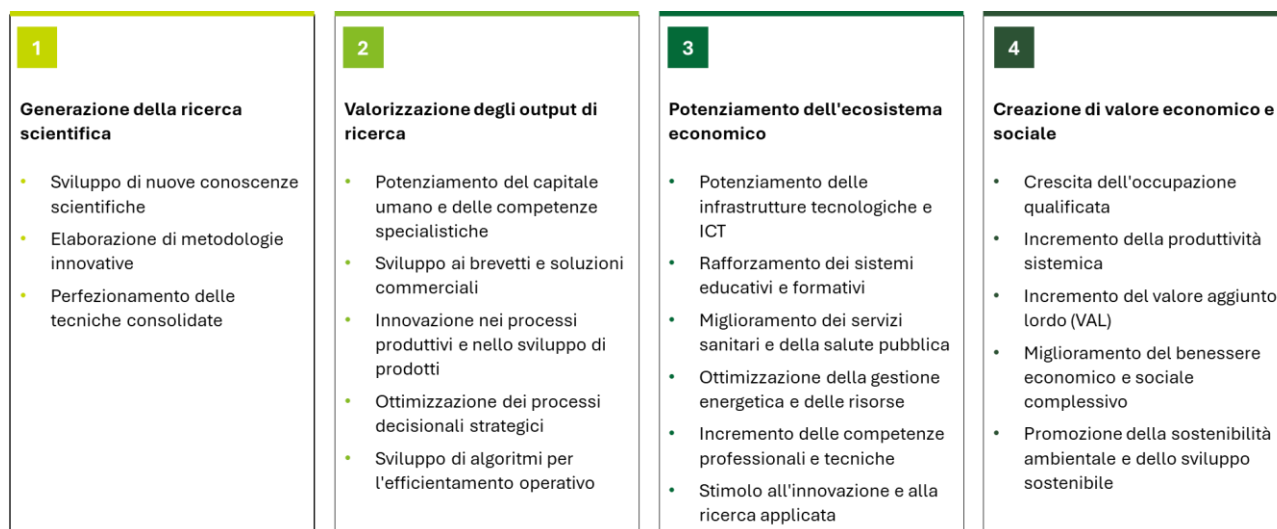 1
Generazione della ricerca
scientifica
• Sviluppo di nuove conoscenze
scientifiche
• Elaborazione di metodologie
innovative
• Perfezionamento delle
tecniche consolidate
2
Valorizzazione degli output di
ricerca
• Potenziamento del capitale
umano e delle competenze
specialistiche
• Sviluppo ai brevetti e soluzioni
commerciali
• Innovazione nei processi
produttivi e nello sviluppo di
prodotti
• Ottimizzazione dei processi
decisionali strategici
• Sviluppo di algoritmi per
l'efficientamento operativo
3
Potenziamento dell'ecosistema
economico
• Potenziamento delle
infrastrutture tecnologiche e
ICT
• Rafforzamento dei sistemi
educativi e formativi
• Miglioramento dei servizi
sanitari e della salute pubblica
• Ottimizzazione della gestione
energetica e delle risorse
• Incremento delle competenze
professionali e tecniche
• Stimolo all'innovazione e alla
ricerca applicata
4
Creazione di valore economico e
sociale
• Crescita dell'occupazione
qualificata
• Incremento della produttività
sistemica
• Incremento del valore aggiunto
lordo (VAL)
• Miglioramento del benessere
economico e sociale
complessivo
• Promozione della sostenibilità
ambientale e dello sviluppo
sostenibile